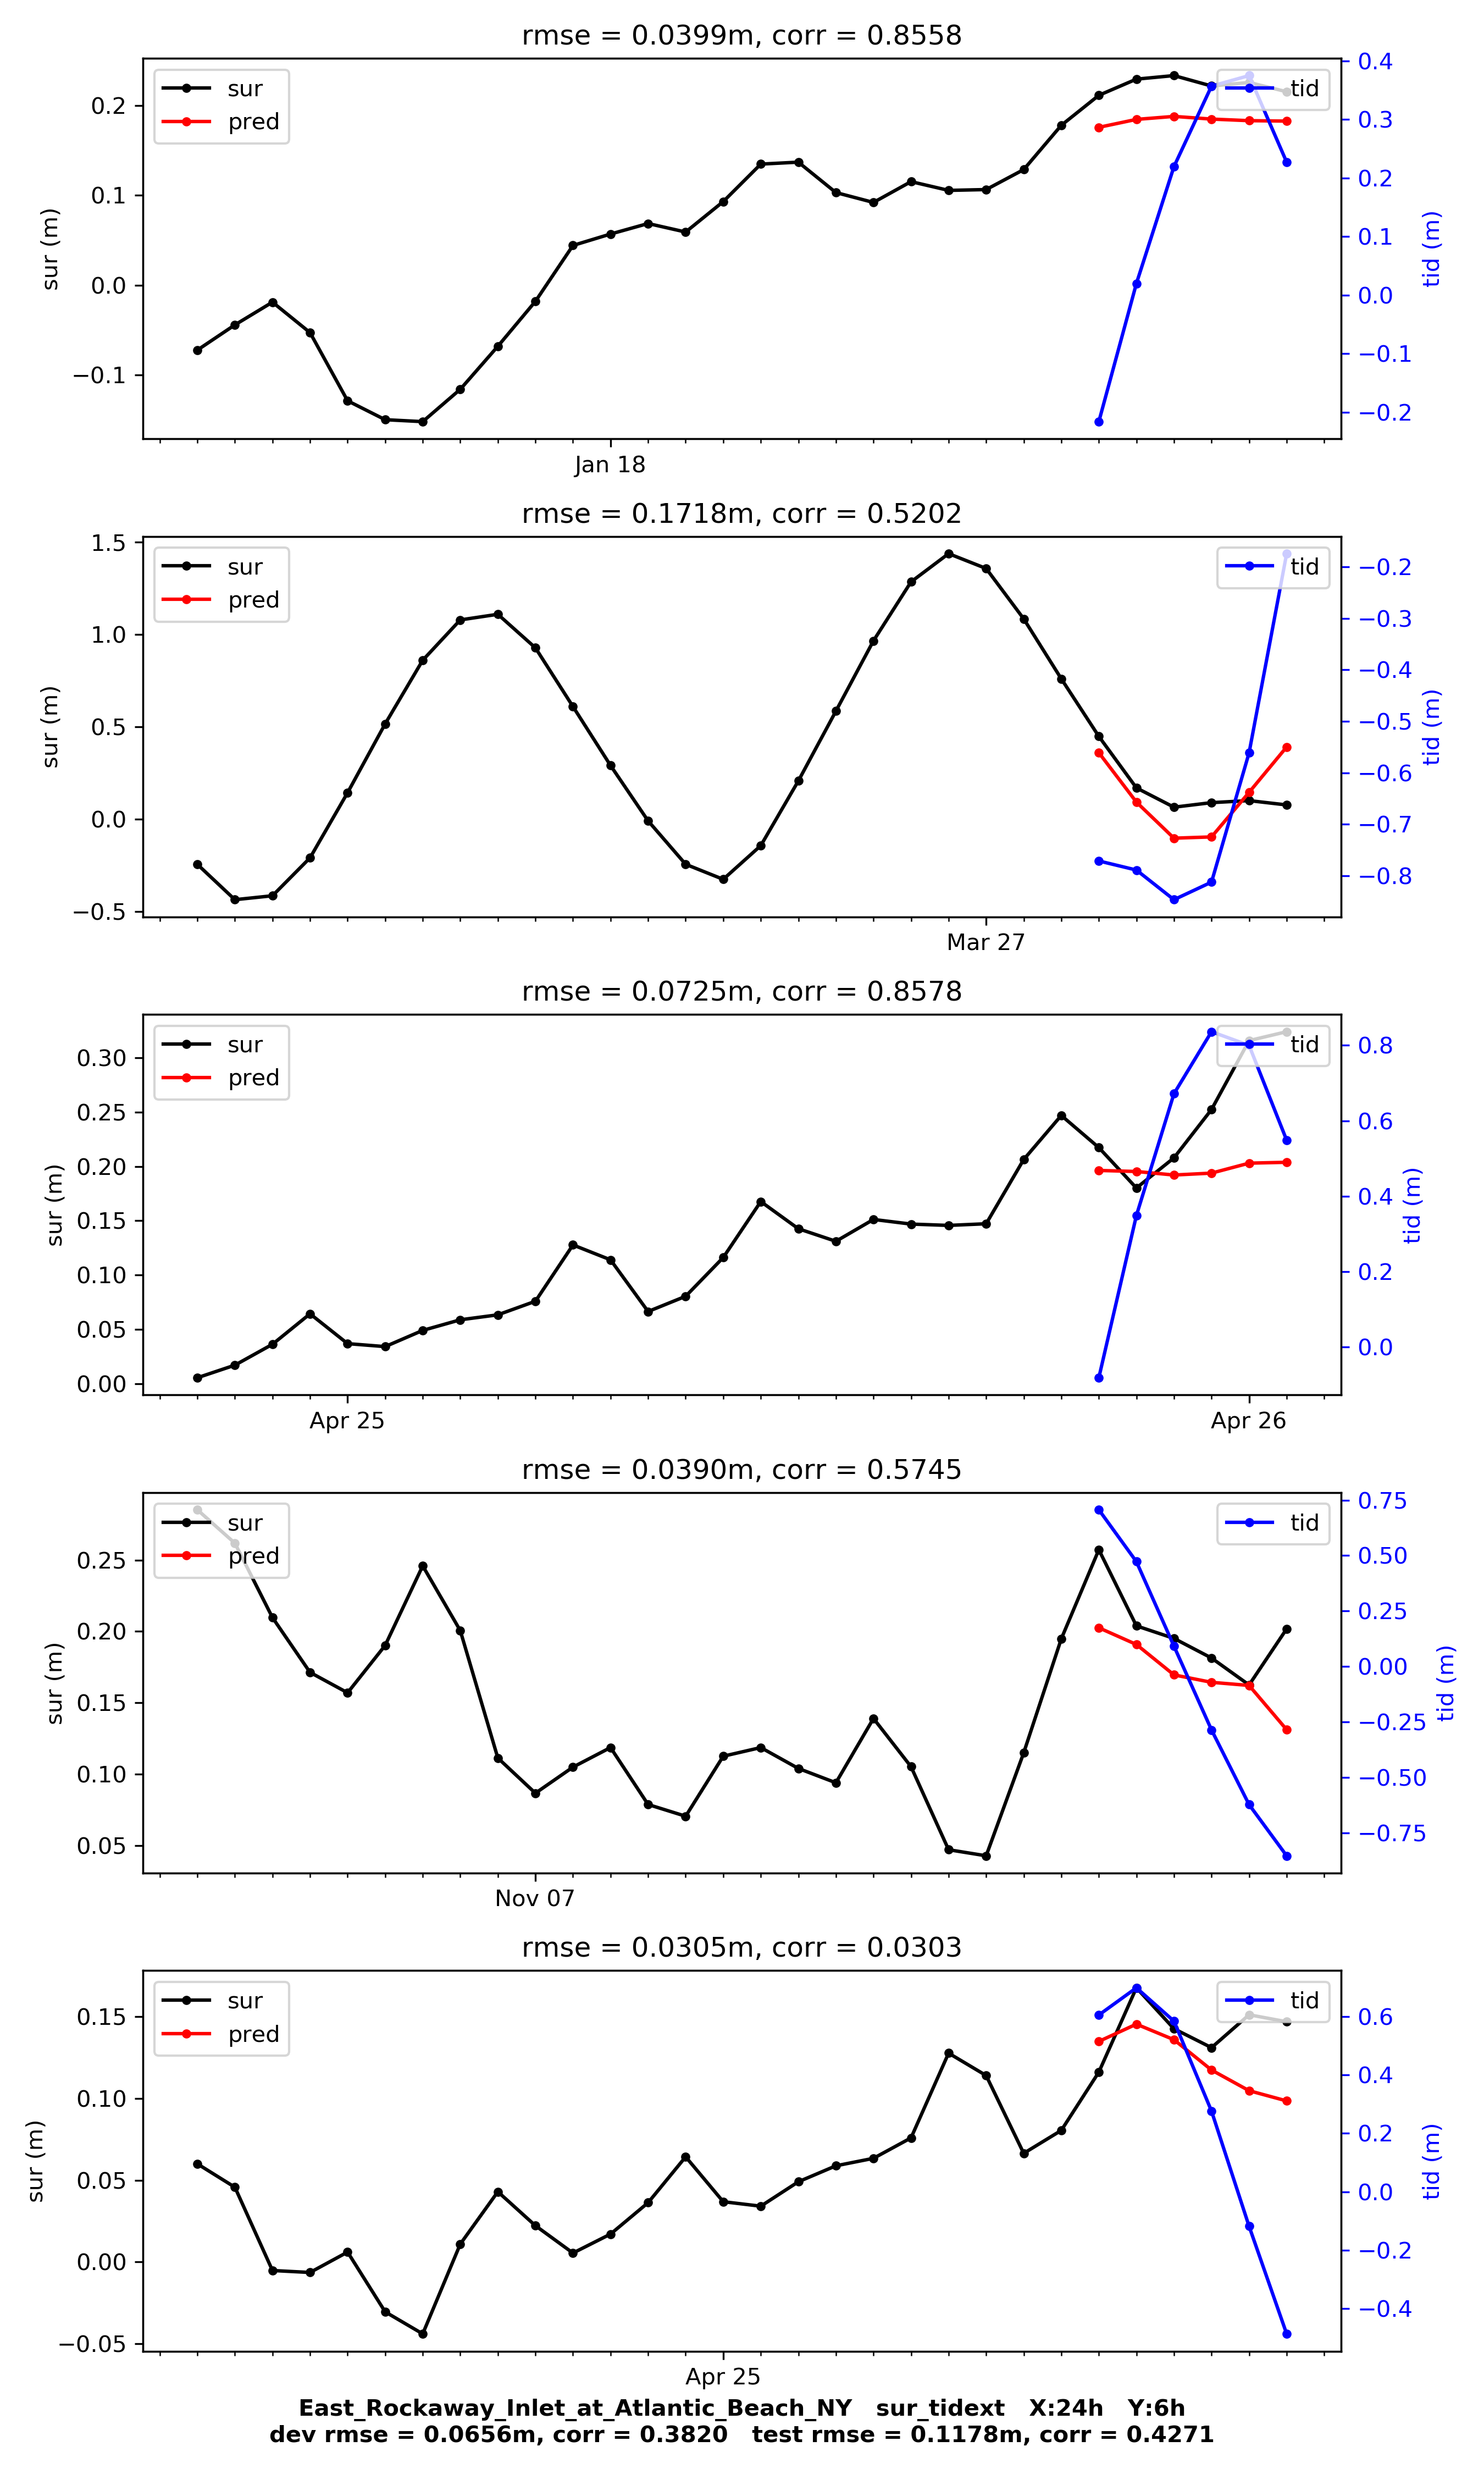 rmse = 0.0399m, corr = 0.8558
sur
pred
tid
0.2
0.1
0.0
−0.1
sur (m)
0.4
0.3
0.2
0.1
0.0
−0.1
−0.2
tid (m)
Jan 18
rmse = 0.1718m, corr = 0.5202
sur
pred
tid
1.5
1.0
0.5
0.0
−0.5
sur (m)
−0.2
−0.3
−0.4
−0.5
−0.6
−0.7
−0.8
tid (m)
Mar 27
rmse = 0.0725m, corr = 0.8578
sur
pred
tid
0.30
0.25
0.20
0.15
0.10
0.05
0.00
sur (m)
0.8
0.6
0.4
0.2
0.0
tid (m)
Apr 25
Apr 26
rmse = 0.0390m, corr = 0.5745
sur
pred
tid
0.25
0.20
0.15
0.10
0.05
sur (m)
0.75
0.50
0.25
0.00
−0.25
−0.50
−0.75
tid (m)
Nov 07
rmse = 0.0305m, corr = 0.0303
sur
pred
tid
0.15
0.10
0.05
0.00
−0.05
sur (m)
0.6
0.4
0.2
0.0
−0.2
−0.4
tid (m)
Apr 25
East_Rockaway_Inlet_at_Atlantic_Beach_NY sur_tidext X:24h Y:6h
dev rmse = 0.0656m, corr = 0.3820 test rmse = 0.1178m, corr = 0.4271